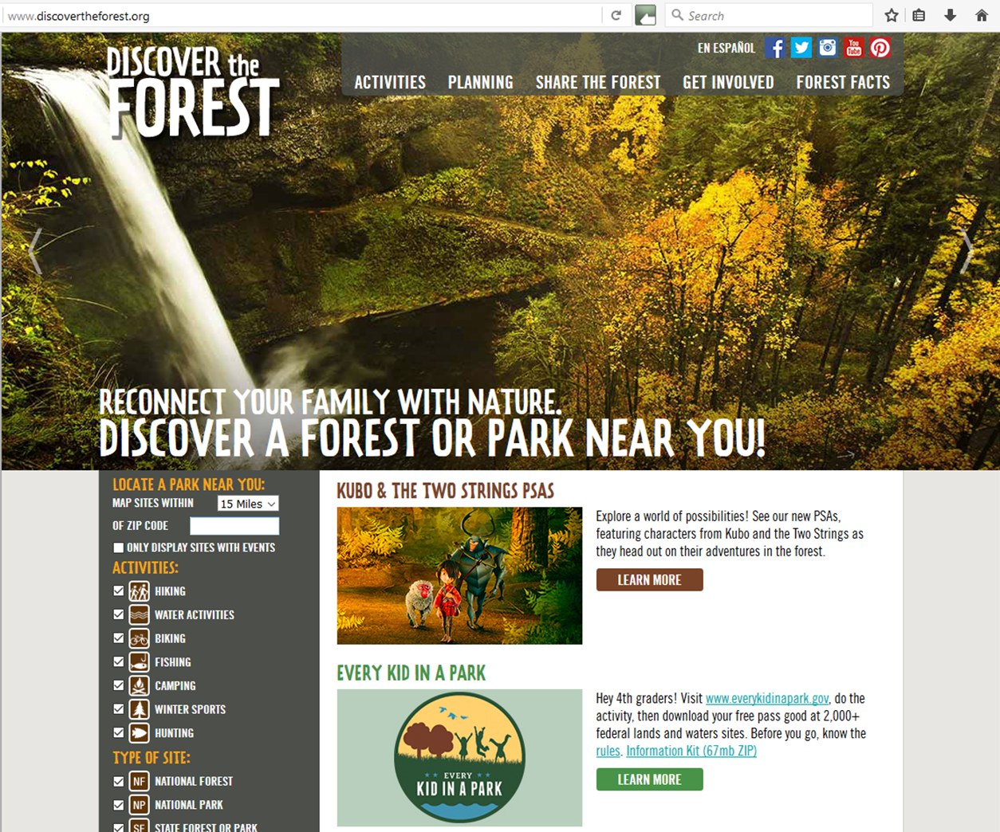 www.discovertheforest.org
Search
DISCOVER the
FOREST
EN ESPAÑOL
You
Tube
ACTIVITIES PLANNING SHARE THE FOREST GET INVOLVED FOREST FACTS
RECONNECT YOUR FAMILY WITH NATURE.
DISCOVER A FOREST OR PARK NEAR YOU!
LOCATE A PARK NEAR YOU:
MAP SITES WITHIN 15 Miles
OF ZIP CODE
ONLY DISPLAY SITES WITH EVENTS
ACTIVITIES:
HIKING
WATER ACTIVITIES
BIKING
FISHING
CAMPING
WINTER SPORTS
HUNTING
TYPE OF SITE:
NF NATIONAL FOREST
NP NATIONAL PARK
SF STATE FOREST OR PARK
KUBO & THE TWO STRINGS PSAS
Explore a world of possibilities! See our new PSAs,
featuring characters from Kubo and the Two Strings as
they head out on their adventures in the forest.
LEARN MORE
EVERY KID IN A PARK
EVERY
KID IN A PARK
Hey 4th graders! Visit www.everykidinapark.gov, do the
activity, then download your free pass good at 2,000+
federal lands and waters sites. Before you go, know the
rules. Information Kit (67mb ZIP)
LEARN MORE